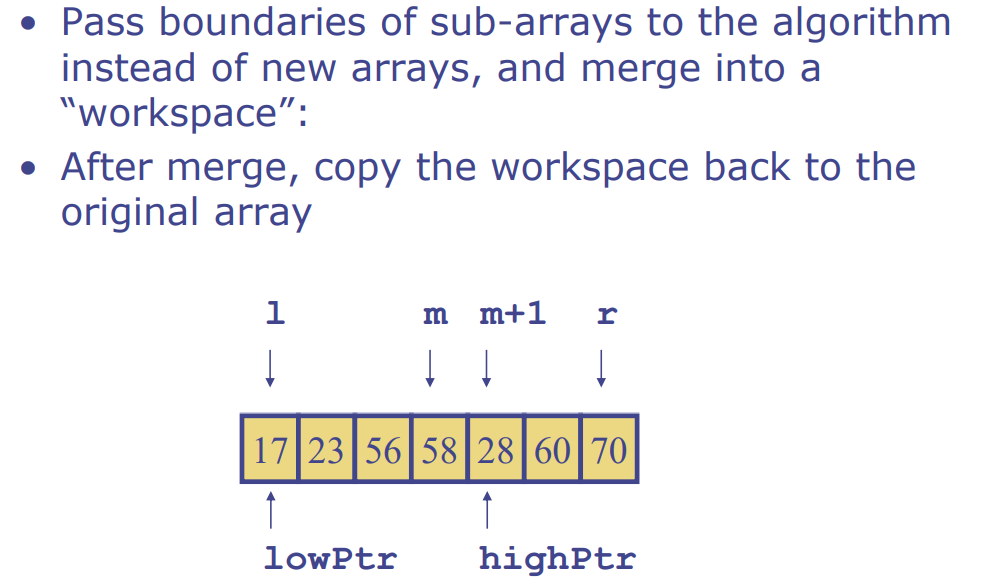 • Pass boundaries of sub-arrays to the algorithm
instead of new arrays, and merge into a
“workspace”:
• After merge, copy the workspace back to the
original array
l m m+1 r
17 23 56 58 28 60 70
lowPtr highPtr